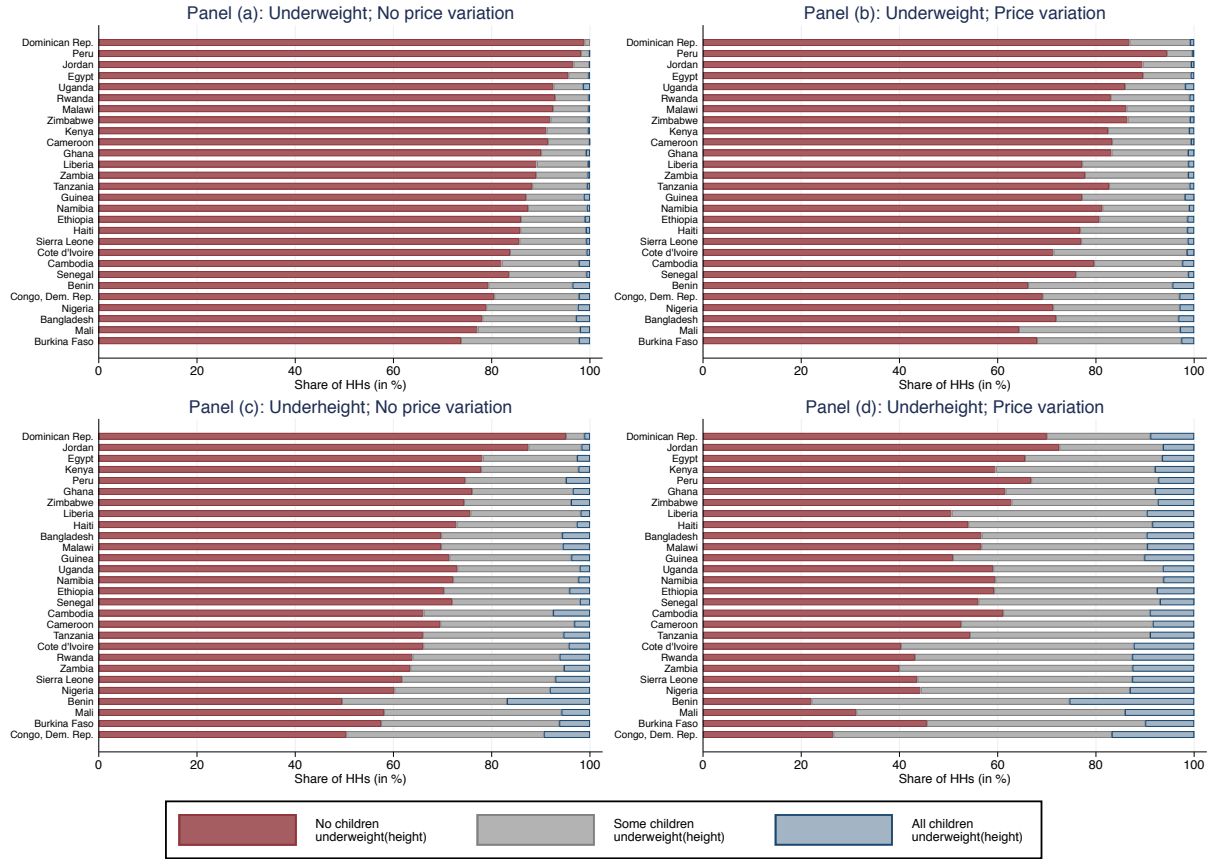 Panel (a): Underweight; No price variation
Dominican Rep.
Peru
Jordan
Egypt
Uganda
Rwanda
Malawi
Zimbabwe
Kenya
Cameroon
Ghana
Liberia
Zambia
Tanzania
Guinea
Namibia
Ethiopia
Haiti
Sierra Leone
Cote d'Ivoire
Cambodia
Senegal
Benin
Congo, Dem. Rep.
Nigeria
Bangladesh
Mali
Burkina Faso
0 20 40 60 80 100
Share of HHs (in %)
Panel (b): Underweight; Price variation
Dominican Rep.
Peru
Jordan
Egypt
Uganda
Rwanda
Malawi
Zimbabwe
Kenya
Cameroon
Ghana
Liberia
Zambia
Tanzania
Guinea
Namibia
Ethiopia
Haiti
Sierra Leone
Cote d'Ivoire
Cambodia
Senegal
Benin
Congo, Dem. Rep.
Nigeria
Bangladesh
Mali
Burkina Faso
0 20 40 60 80 100
Share of HHs (in %)
Panel (c): Underheight; No price variation
Dominican Rep.
Jordan
Egypt
Kenya
Peru
Ghana
Zimbabwe
Liberia
Haiti
Bangladesh
Malawi
Guinea
Uganda
Namibia
Ethiopia
Senegal
Cambodia
Cameroon
Tanzania
Cote d'Ivoire
Rwanda
Zambia
Sierra Leone
Nigeria
Benin
Mali
Burkina Faso
Congo, Dem. Rep.
0 20 40 60 80 100
Share of HHs (in %)
Panel (d): Underheight; Price variation
Dominican Rep.
Jordan
Egypt
Kenya
Peru
Ghana
Zimbabwe
Liberia
Haiti
Bangladesh
Malawi
Guinea
Uganda
Namibia
Ethiopia
Senegal
Cambodia
Cameroon
Tanzania
Cote d'Ivoire
Rwanda
Zambia
Sierra Leone
Nigeria
Benin
Mali
Burkina Faso
Congo, Dem. Rep.
0 20 40 60 80 100
Share of HHs (in %)
No children
underweight(height)
Some children
underweight(height)
All children
underweight(height)